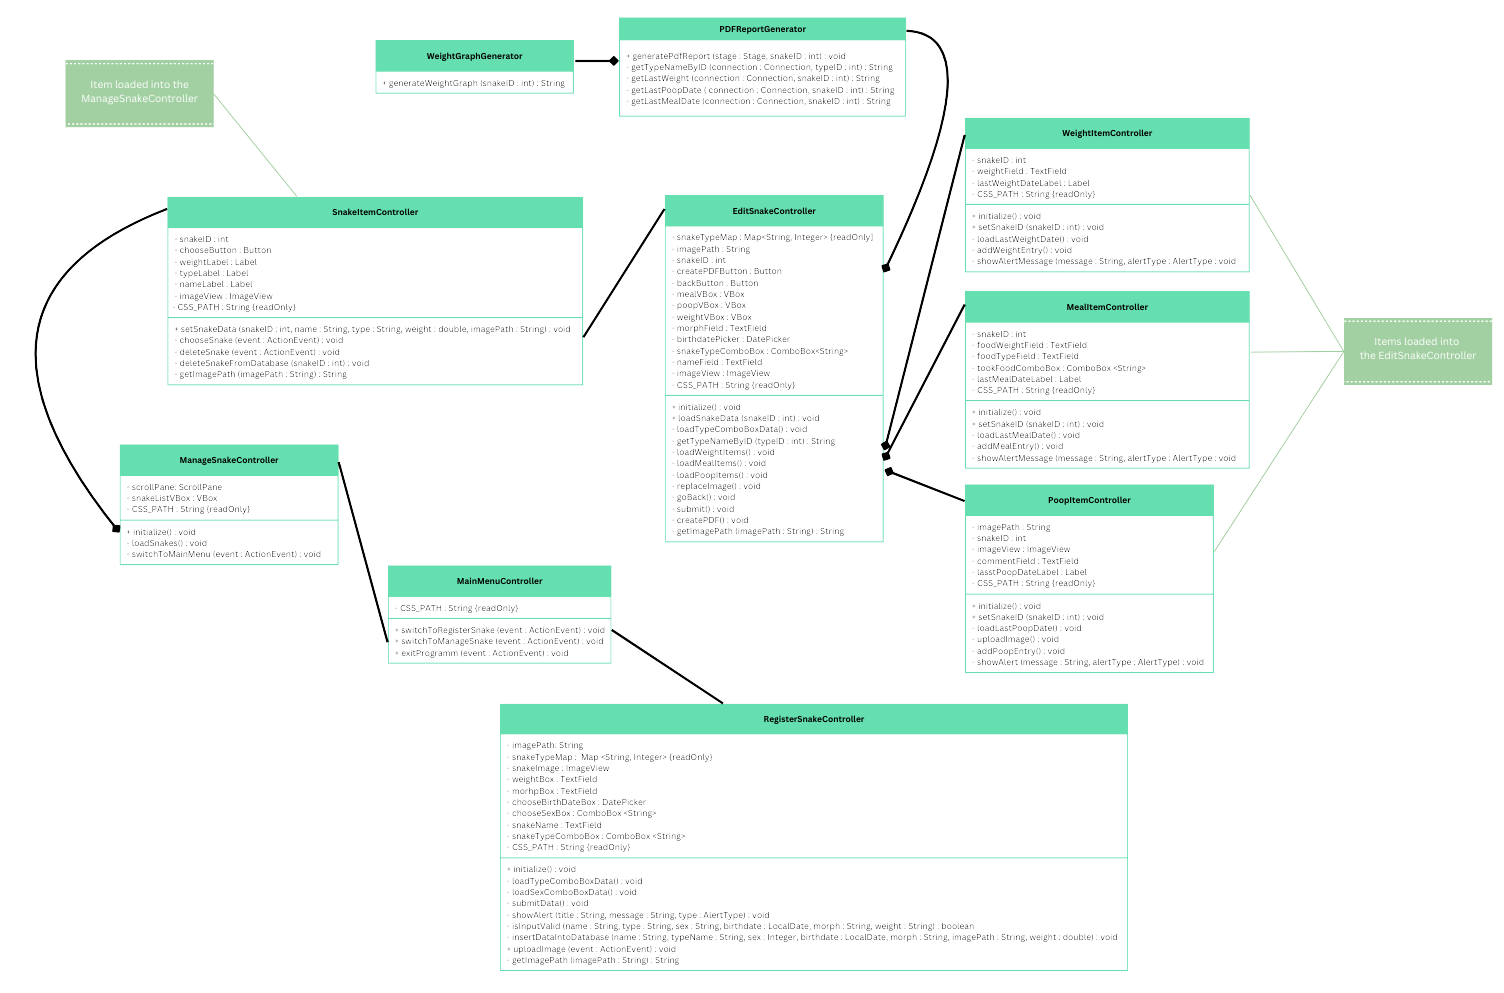 PDFReportGenerator
+ generatePdfReport (stage : Stage, snakeID : int) : void
- getTypeNameByID (connection : Connection, typeID : int) : String
- getLastWeight (connection : Connection, snakeID : int) : String
- getLastPoopDate ( connection : Connection, snakeID : int) : String
- getLastMealDate (connection : Connection, snakeID : int) : String
WeightGraphGenerator
+ generateWeightGraph (snakeID : int) : String
Item loaded into the
ManageSnakeController
WeightItemController
- snakeID : int
- weightField : TextField
- lastWeightDateLabel : Label
- CSS_PATH : String {readOnly}
+ initialize() : void
+ setSnakeID (snakeID : int) : void
- loadLastWeightDate() : void
- addWeightEntry() : void
- showAlertMessage (message : String, alertType : AlertType : void
SnakeItemController
- snakeID : int
- chooseButton : Button
- weightLabel : Label
- typeLabel : Label
- nameLabel : Label
- imageView : ImageView
- CSS_PATH : String {readOnly}
+ setSnakeData (snakeID : int, name : String, type : String, weight : double, imagePath : String) : void
- chooseSnake (event : ActionEvent) : void
- deleteSnake (event : ActionEvent) : void
- deleteSnakeFromDatabase (snakeID : int) : void
- getImagePath (imagePath : String) : String
EditSnakeController
- snakeTypeMap : Map<String, Integer> {readOnly}
- imagePath : String
- snakeID : int
- createPDFButton : Button
- backButton : Button
- mealVBox : VBox
- poopVBox : VBox
- weightVBox : VBox
- morphField : TextField
- birthdatePicker : DatePicker
- snakeTypeComboBox : ComboBox<String>
- nameField : TextField
- imageView : ImageView
- CSS_PATH : String {readOnly}
+ initialize() : void
+ loadSnakeData (snakeID : int) : void
- loadTypeComboBoxData() : void
- getTypeNameByID (typeID : int) : String
- loadWeightItems() : void
- loadMealItems() : void
- loadPoopItems() : void
- replaceImage() : void
- goBack() : void
- submit() : void
- createPDF() : void
- getImagePath (imagePath : String) : String
MealItemController
- snakeID : int
- foodWeightField : TextField
- foodTypeField : TextField
- tookFoodComboBox : ComboBox <String>
- lastMealDateLabel : Label
- CSS_PATH : String {readOnly}
+ initialize() : void
+ setSnakeID (snakeID : int) : void
- loadLastMealDate() : void
- addMealEntry() : void
- showAlertMessage (message : String, alertType : AlertType : void
Items loaded into
the EditSnakeController
ManageSnakeController
- scrollPane: ScrollPane
- snakeListVBox : VBox
- CSS_PATH : String {readOnly}
+ initialize() : void
- loadSnakes() : void
- switchToMainMenu (event : ActionEvent) : void
PoopItemController
- imagePath : String
- snakeID : int
- imageView : ImageView
- commentField : TextField
- lasstPoopDateLabel : Label
- CSS_PATH : String {readOnly}
+ initialize() : void
+ setSnakeID (snakeID : int) : void
- loadLastPoopDate() : void
- uploadImage() : void
- addPoopEntry() : void
- showAlert (message : String, alertType : AlertType) : void
MainMenuController
- CSS_PATH : String {readOnly}
+ switchToRegisterSnake (event : ActionEvent) : void
+ switchToManageSnake (event : ActionEvent) : void
+ exitProgramm (event : ActionEvent) : void
RegisterSnakeController
- imagePath: String
- snakeTypeMap : Map <String, Integer> {readOnly}
- snakeImage : ImageView
- weightBox : TextField
- morhpBox : TextField
- chooseBirthDateBox : DatePicker
- chooseSexBox : ComboBox <String>
- snakeName : TextField
- snakeTypeComboBox : ComboBox <String>
- CSS_PATH : String {readOnly}
+ initialize() : void
- loadTypeComboBoxData() : void
- loadSexComboBoxData() : void
- submitData() : void
- showAlert (title : String, message : String, type : AlertType) : void
- isInputValid (name : String, type : String, sex : String, birthdate : LocalDate, morph : String, weight : String) : boolean
- insertDataIntoDatabase (name : String, typeName : String, sex : Integer, birthdate : LocalDate, morph : String, imagePath : String, weight : double) : void
+ uploadImage (event : ActionEvent) : void
- getImagePath (imagePath : String) : String